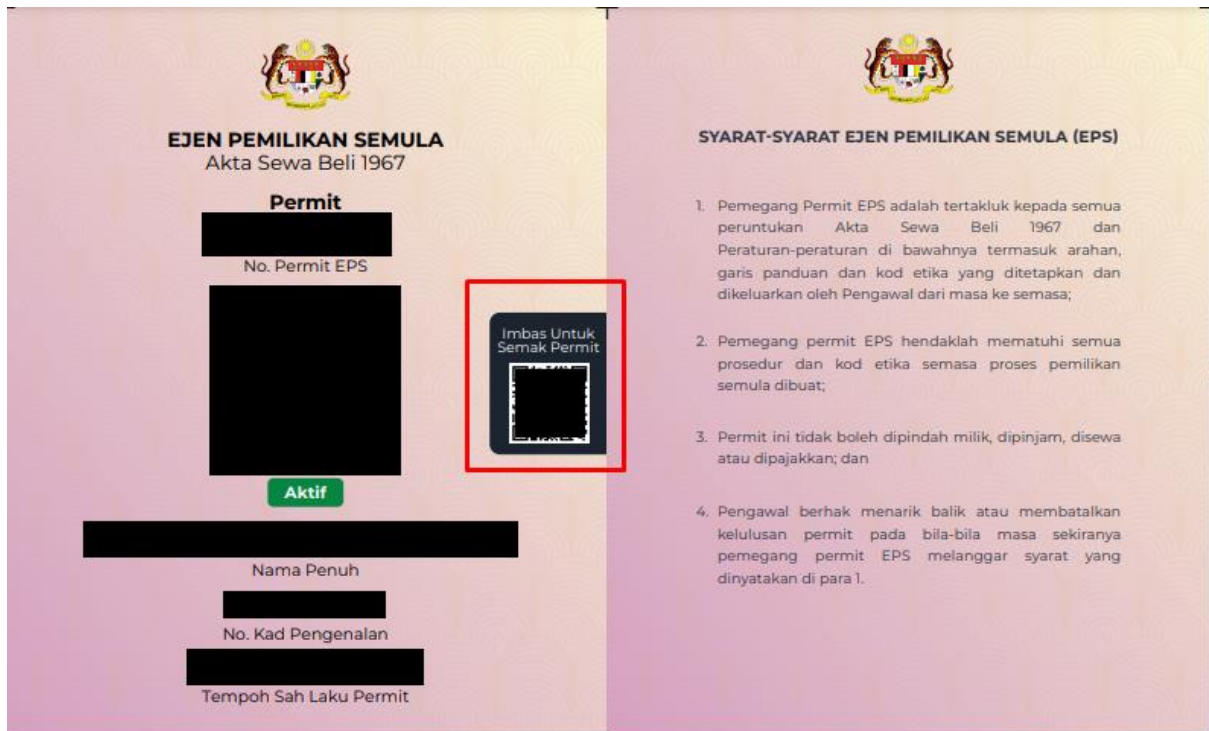 EJEN PEMILIKAN SEMULA
Akta Sewa Beli 1967
Permit
No. Permit EPS
Imbas Untuk
Semak Permit
Aktif
Nama Penuh
No. Kad Pengenalan
Tempoh Sah Laku Permit
SYARAT-SYARAT EJEN PEMILIKAN SEMULA (EPS)
1. Pemegang Permit EPS adalah tertakluk kepada semua
peruntukan Akta Sewa Beli 1967 dan
Peraturan-peraturan di bawahnya termasuk arahan,
garis panduan dan kod etika yang ditetapkan dan
dikeluarkan oleh Pengawal dari masa ke semasa;
2. Pemegang permit EPS hendaklah mematuhi semua
prosedur dan kod etika semasa proses pemilikan
semula dibuat;
3. Permit ini tidak boleh dipindah milik, dipinjam, disewa
atau dipajakkan; dan
4. Pengawal berhak menarik balik atau membatalkan
kelulusan permit pada bila-bila masa sekiranya
pemegang permit EPS melanggar syarat yang
dinyatakan di para 1.